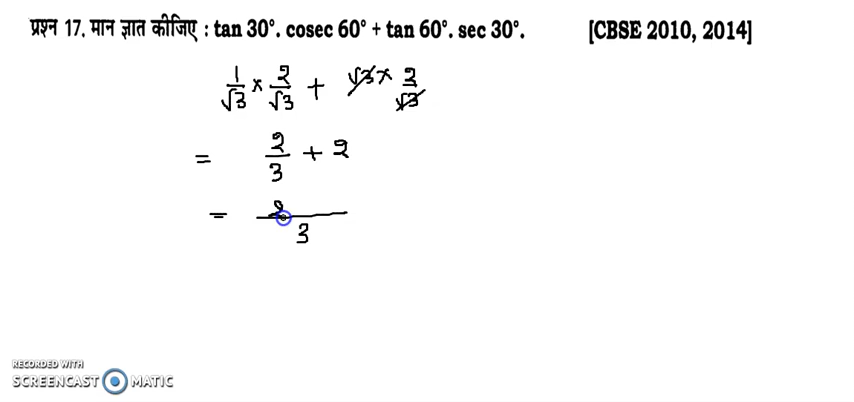 प्रश्न 17. मान ज्ञात कीजिए : tan 30°. cosec 60° + tan 60°. sec 30°. [CBSE 2010, 2014]
1/√3 × 2/√3 + √3 × 2/√3
= 2/3 + 2
= 2/3
RECORDED WITH
SCREENCAST MATIC